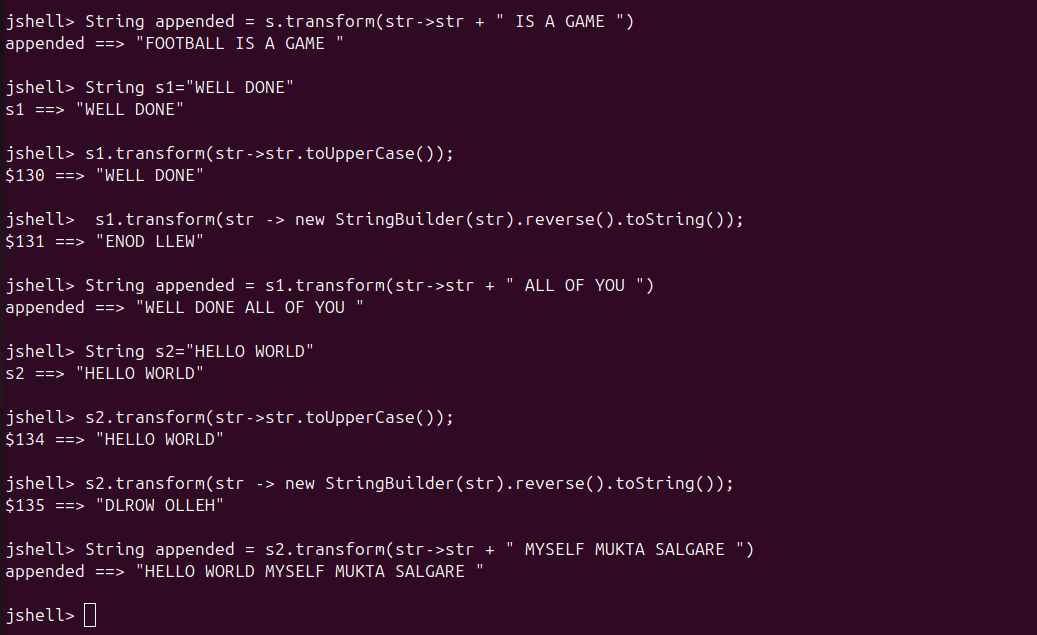 jshell> String appended = s.transform(str->str + " IS A GAME ")
appended ==> "FOOTBALL IS A GAME "
jshell> String s1="WELL DONE"
s1 ==> "WELL DONE"
jshell> s1.transform(str->str.toUpperCase());
$130 ==> "WELL DONE"
jshell>  s1.transform(str -> new StringBuilder(str).reverse().toString());
$131 ==> "ENOD LLEW"
jshell> String appended = s1.transform(str->str + " ALL OF YOU ")
appended ==> "WELL DONE ALL OF YOU "
jshell> String s2="HELLO WORLD"
s2 ==> "HELLO WORLD"
jshell> s2.transform(str->str.toUpperCase());
$134 ==> "HELLO WORLD"
jshell> s2.transform(str -> new StringBuilder(str).reverse().toString());
$135 ==> "DLROW OLLEH"
jshell> String appended = s2.transform(str->str + " MYSELF MUKTA SALGARE ")
appended ==> "HELLO WORLD MYSELF MUKTA SALGARE "
jshell>